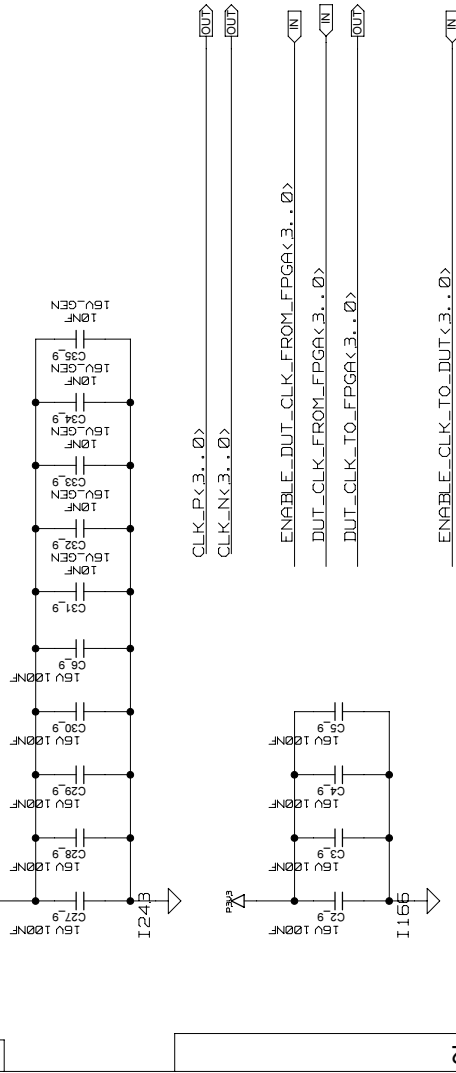 OUT
OUT
IN
IN
OUT
IN
CLK_P<3..0>
CLK_N<3..0>
ENABLE_DUT_CLK_FROM_FPGA<3..0>
DUT_CLK_FROM_FPGA<3..0>
DUT_CLK_TO_FPGA<3..0>
ENABLE_CLK_TO_DUT<3..0>
16V_GEN
10NF
C35_9
16V_GEN
10NF
C34_9
16V_GEN
10NF
C33_9
16V_GEN
10NF
C32_9
16V_GEN
10NF
C31_9
C6_9
16V 100NF
C30_9
16V 100NF
C29_9
16V 100NF
C28_9
16V 100NF
C27_9
16V 100NF
I243
C5_9
16V 100NF
C4_9
16V 100NF
C3_9
16V 100NF
C2_9
16V 100NF
P3V3
I166